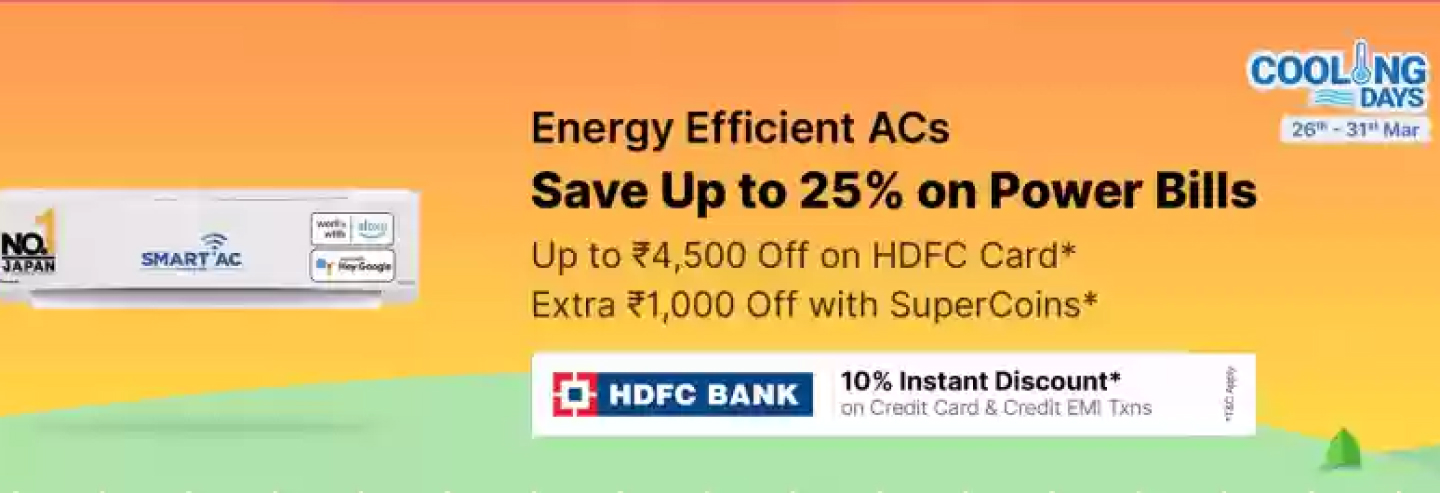 COOLING
DAYS
26th - 31st Mar
Energy Efficient ACs
Save Up to 25% on Power Bills
Up to ₹4,500 Off on HDFC Card*
Extra ₹1,000 Off with SuperCoins*
NO.1
JAPAN
SMART AC
works
with
alexa
Hey Google
HDFC BANK
10% Instant Discount*
on Credit Card & Credit EMI Txns
*T&C Apply